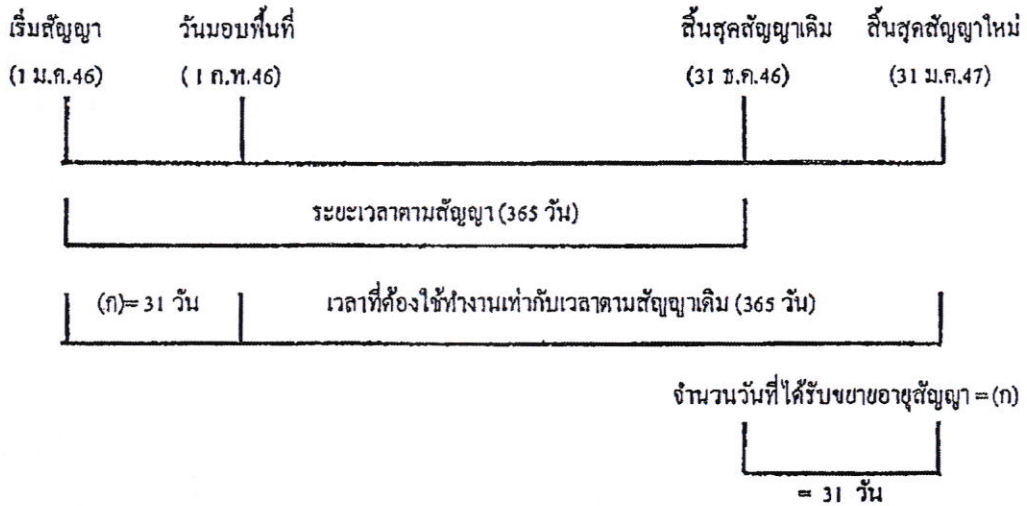 เริ่มสัญญา วันมอบพื้นที่ สิ้นสุดสัญญาเดิม สิ้นสุดสัญญาใหม่
(1 ม.ค.46) (1 ก.พ.46) (31 ธ.ค.46) (31 ม.ค.47)
ระยะเวลาตามสัญญา (365 วัน)
(ก)= 31 วัน เวลาที่ต้องใช้ทำงานเท่ากับเวลาตามสัญญาเดิม (365 วัน)
จำนวนวันที่ได้รับขยายอายุสัญญา = (ก)
= 31 วัน